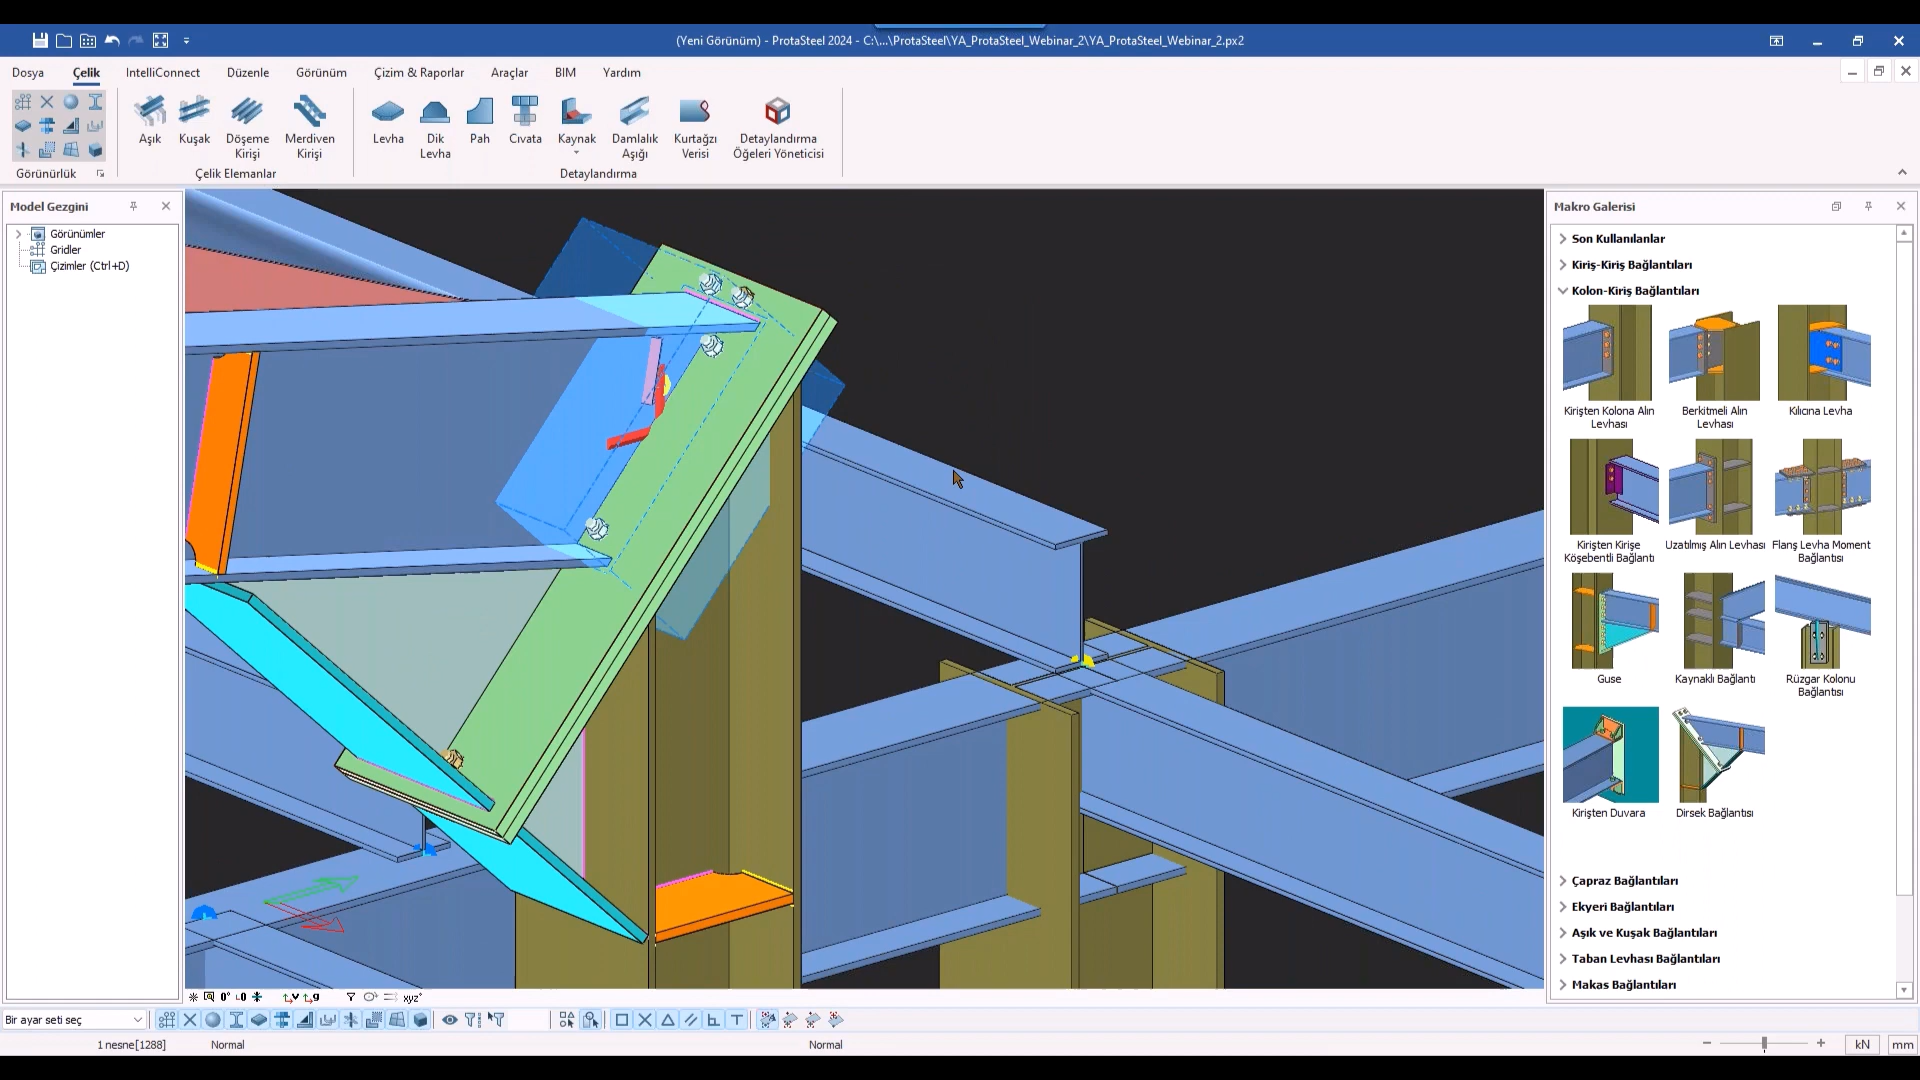 (Yeni Görünüm) - ProtaSteel 2024 - C:\...\ProtaSteel\YA_ProtaSteel_Webinar_2\YA_ProtaSteel_Webinar_2.px2
Dosya Çelik IntelliConnect Düzenle Görünüm Çizim & Raporlar Araçlar BIM Yardım
Aşık
Kuşak
Döşeme
Kirişi
Merdiven
Kirişi
Levha
Dik
Levha
Pah
Cıvata
Kaynak
Damlalık
Aşığı
Kurtağzı
Verisi
Detaylandırma
Öğeleri Yöneticisi
Görünürlük
Çelik Elemanlar
Detaylandırma
Model Gezgini
Görünümler
Gridler
Çizimler (Ctrl+D)
Makro Galerisi
Son Kullanılanlar
Kiriş-Kiriş Bağlantıları
Kolon-Kiriş Bağlantıları
Kirişten Kolona Alın
Levhası
Berkitmeli Alın
Levhası
Kılıcına Levha
Kirişten Kirişe
Köşebentli Bağlantı
Uzatılmış Alın Levhası
Flanş Levha Moment
Bağlantısı
Guse
Kaynaklı Bağlantı
Rüzgar Kolonu
Bağlantısı
Kirişten Duvara
Dirsek Bağlantısı
Çapraz Bağlantıları
Ekyeri Bağlantıları
Aşık ve Kuşak Bağlantıları
Taban Levhası Bağlantıları
Makas Bağlantıları
xyz
Bir ayar seti seç
1 nesne[1288] Normal Normal kN mm